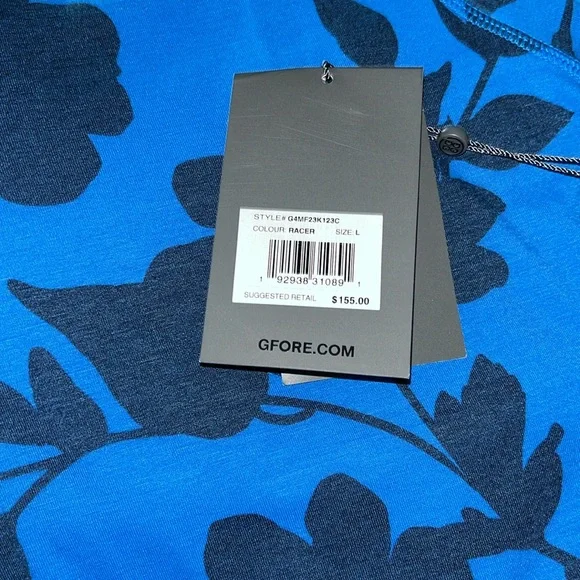 STYLE# G4MF23K123C
COLOUR: RACER SIZE: L
1 92938 31089 1
SUGGESTED RETAIL $155.00
GFORE.COM